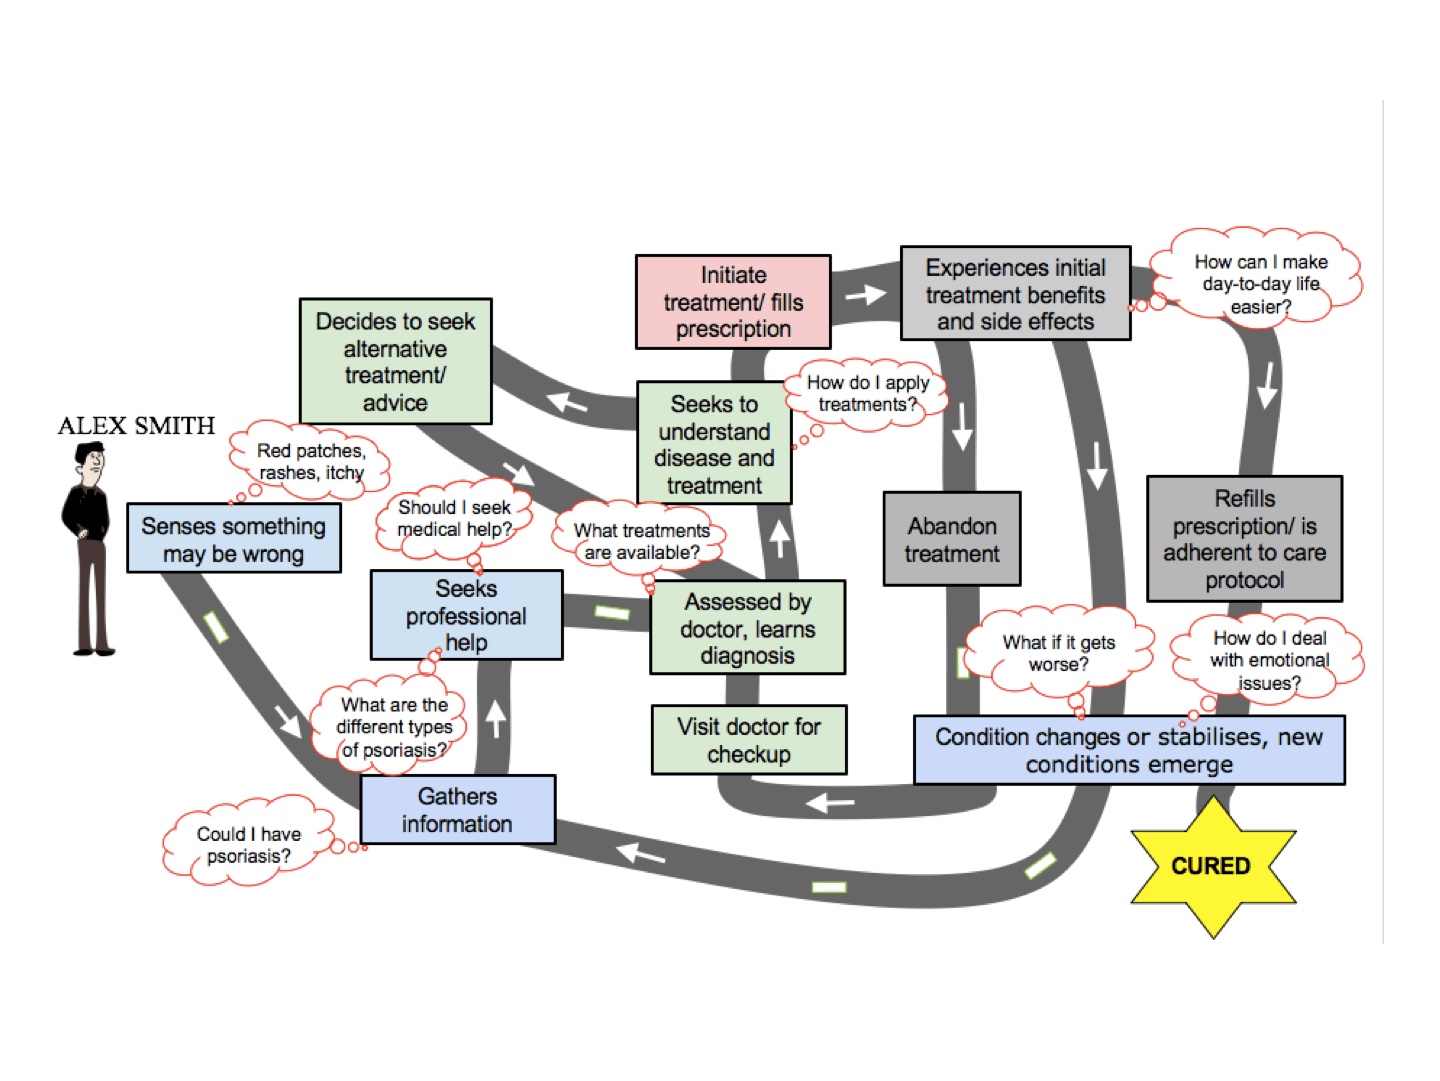 ALEX SMITH
Red patches,
rashes, itchy
Senses something
may be wrong
Could I have
psoriasis?
Gathers
information
What are the
different types
of psoriasis?
Should I seek
medical help?
Seeks
professional
help
What treatments
are available?
Assessed by
doctor, learns
diagnosis
Visit doctor for
checkup
Decides to seek
alternative
treatment/
advice
Seeks to
understand
disease and
treatment
How do I apply
treatments?
Initiate
treatment/ fills
prescription
Experiences initial
treatment benefits
and side effects
How can I make
day-to-day life
easier?
Abandon
treatment
Refills
prescription/ is
adherent to care
protocol
What if it gets
worse?
How do I deal
with emotional
issues?
Condition changes or stabilises, new
conditions emerge
CURED